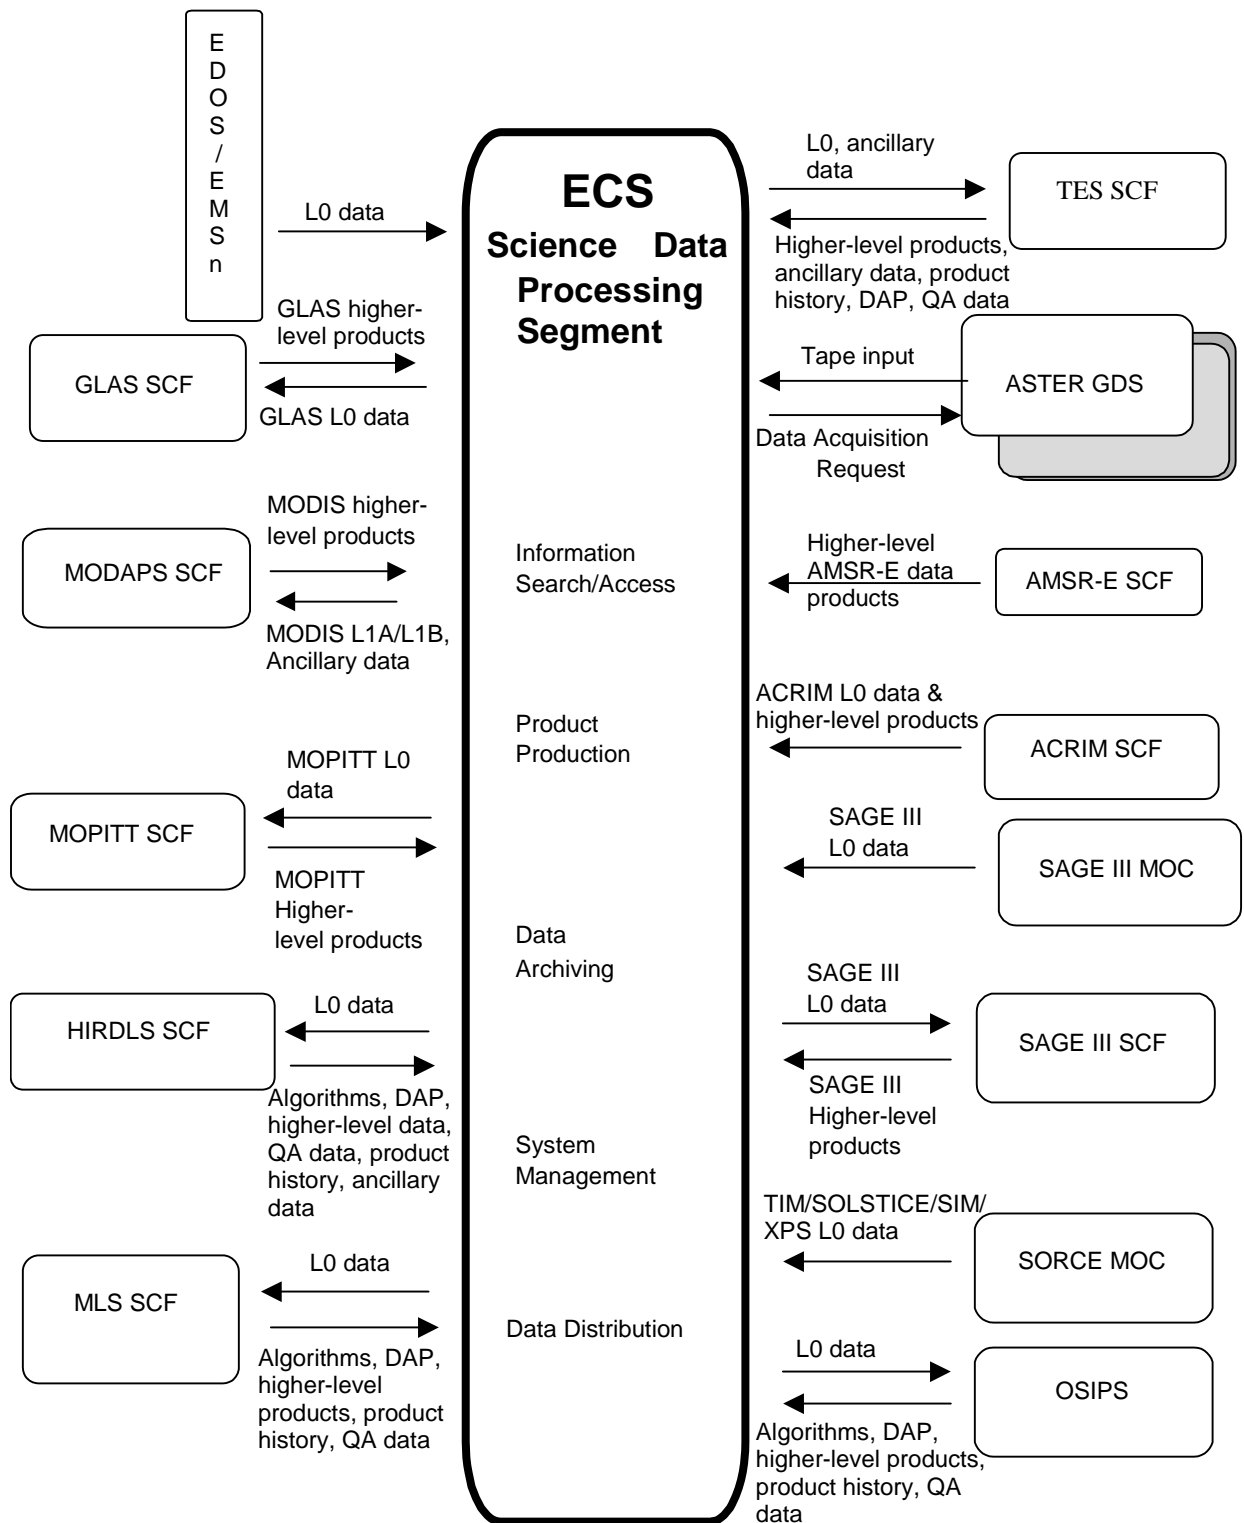 E
D
O
S
/
E
M
S
n
L0 data
GLAS higher-
level products
GLAS SCF
GLAS L0 data
MODIS higher-
level products
MODAPS SCF
MODIS L1A/L1B,
Ancillary data
MOPITT L0
data
MOPITT SCF
MOPITT
Higher-
level products
L0 data
HIRDLS SCF
Algorithms, DAP,
higher-level data,
QA data, product
history, ancillary
data
L0 data
MLS SCF
Algorithms, DAP,
higher-level
products, product
history, QA data
ECS
Science Data
Processing
Segment
Information
Search/Access
Product
Production
Data
Archiving
System
Management
Data Distribution
L0, ancillary
data
TES SCF
Higher-level products,
ancillary data, product
history, DAP, QA data
Tape input
ASTER GDS
Data Acquisition
Request
Higher-level
AMSR-E data
products
AMSR-E SCF
ACRIM L0 data &
higher-level products
ACRIM SCF
SAGE III
L0 data
SAGE III MOC
SAGE III
L0 data
SAGE III SCF
SAGE III
Higher-level
products
TIM/SOLSTICE/SIM/
XPS L0 data
SORCE MOC
L0 data
OSIPS
Algorithms, DAP,
higher-level products,
product history, QA
data